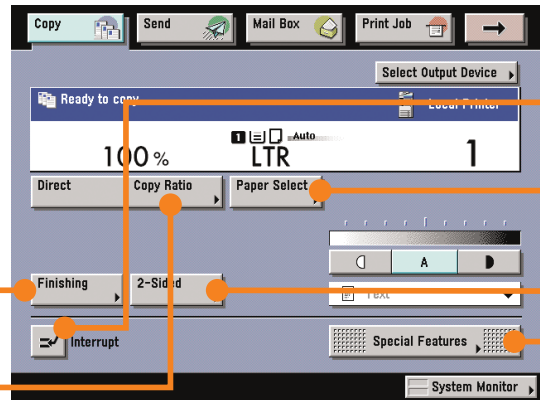 Copy
Send
Mail Box
Print Job
Select Output Device
Ready to copy
Local Printer
100 %
1 Auto
LTR
1
Direct
Copy Ratio
Paper Select
A
Finishing
2-Sided
Text
Interrupt
Special Features
System Monitor